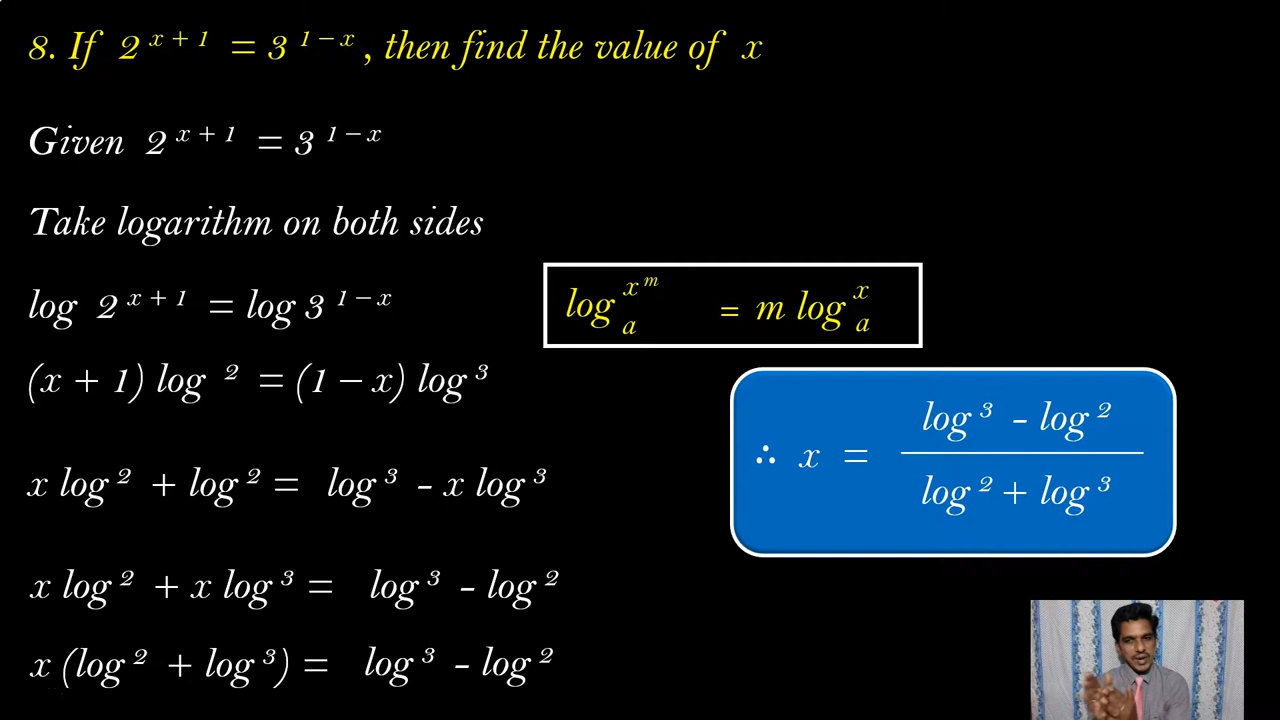 8. If 2 ^{x + 1} = 3 ^{1 – x} , then find the value of x
Given 2 ^{x + 1} = 3 ^{1 – x}
Take logarithm on both sides
log 2 ^{x + 1} = log 3 ^{1 – x}
log _{a} ^{x^{m}} = m log _{a} ^{x}
(x + 1) log ^{2} = (1 – x) log ^{3}
x log ^{2} + log ^{2} = log ^{3} - x log ^{3}
x log ^{2} + x log ^{3} = log ^{3} - log ^{2}
x (log ^{2} + log ^{3}) = log ^{3} - log ^{2}
log ^{3} - log ^{2}
∴ x =
log ^{2} + log ^{3}